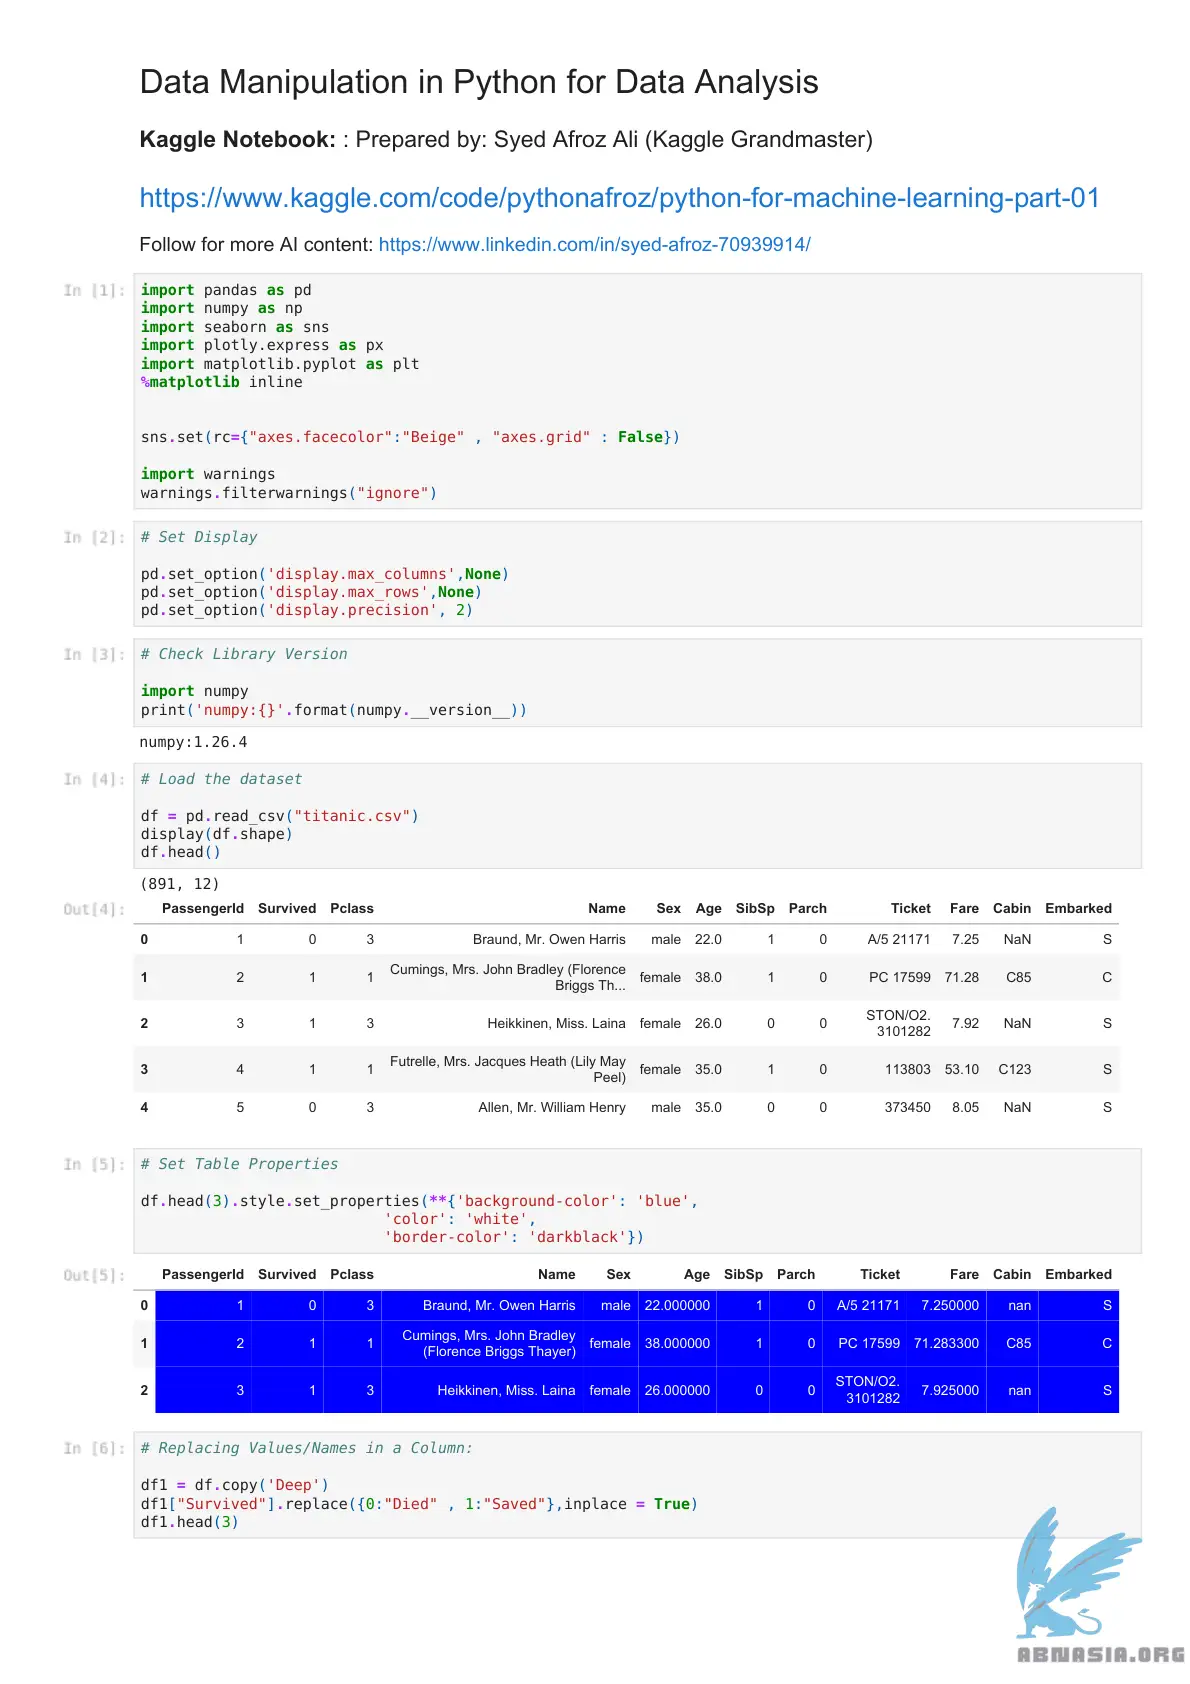 Data Manipulation in Python for Data Analysis
Kaggle Notebook: : Prepared by: Syed Afroz Ali (Kaggle Grandmaster)
https://www.kaggle.com/code/pythonafroz/python-for-machine-learning-part-01
Follow for more AI content: https://www.linkedin.com/in/syed-afroz-70939914/
In [1]: import pandas as pd
import numpy as np
import seaborn as sns
import plotly.express as px
import matplotlib.pyplot as plt
%matplotlib inline
sns.set(rc={"axes.facecolor":"Beige" , "axes.grid" : False})
import warnings
warnings.filterwarnings("ignore")
In [2]: # Set Display
pd.set_option('display.max_columns',None)
pd.set_option('display.max_rows',None)
pd.set_option('display.precision', 2)
In [3]: # Check Library Version
import numpy
print('numpy:{}'.format(numpy.__version__))
numpy:1.26.4
In [4]: # Load the dataset
df = pd.read_csv("titanic.csv")
display(df.shape)
df.head()
(891, 12)
Out[4]: PassengerId Survived Pclass Name Sex Age SibSp Parch Ticket Fare Cabin Embarked
0 1 0 3 Braund, Mr. Owen Harris male 22.0 1 0 A/5 21171 7.25 NaN S
1 2 1 1 Cumings, Mrs. John Bradley (Florence Briggs Th... female 38.0 1 0 PC 17599 71.28 C85 C
2 3 1 3 Heikkinen, Miss. Laina female 26.0 0 0 STON/O2. 3101282 7.92 NaN S
3 4 1 1 Futrelle, Mrs. Jacques Heath (Lily May Peel) female 35.0 1 0 113803 53.10 C123 S
4 5 0 3 Allen, Mr. William Henry male 35.0 0 0 373450 8.05 NaN S
In [5]: # Set Table Properties
df.head(3).style.set_properties(**{'background-color': 'blue',
'color': 'white',
'border-color': 'darkblack'})
Out[5]: PassengerId Survived Pclass Name Sex Age SibSp Parch Ticket Fare Cabin Embarked
0 1 0 3 Braund, Mr. Owen Harris male 22.000000 1 0 A/5 21171 7.250000 nan S
1 2 1 1 Cumings, Mrs. John Bradley (Florence Briggs Thayer) female 38.000000 1 0 PC 17599 71.283300 C85 C
2 3 1 3 Heikkinen, Miss. Laina female 26.000000 0 0 STON/O2. 3101282 7.925000 nan S
In [6]: # Replacing Values/Names in a Column:
df1 = df.copy('Deep')
df1["Survived"].replace({0:"Died" , 1:"Saved"},inplace = True)
df1.head(3)
ABNASIA.ORG